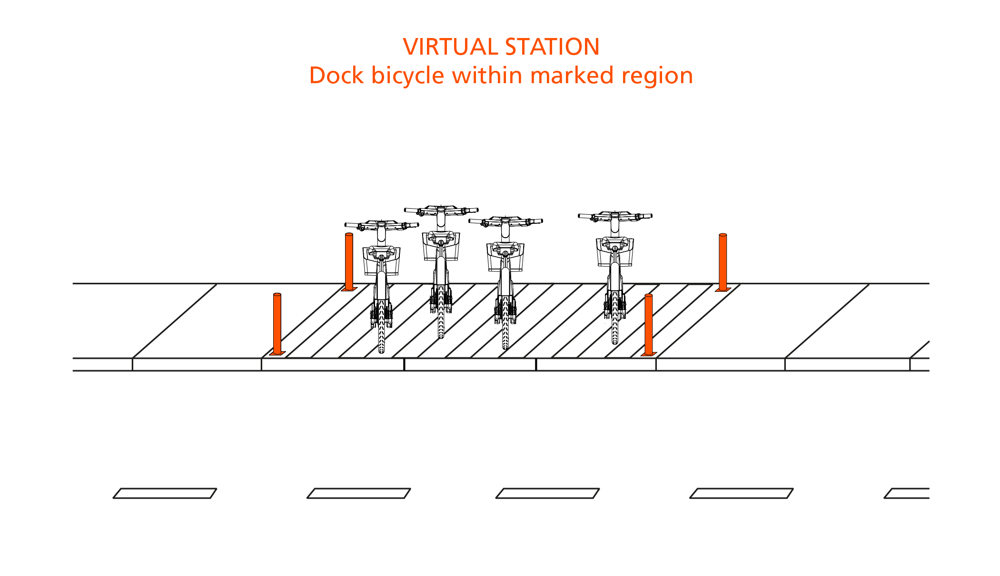 VIRTUAL STATION
Dock bicycle within marked region